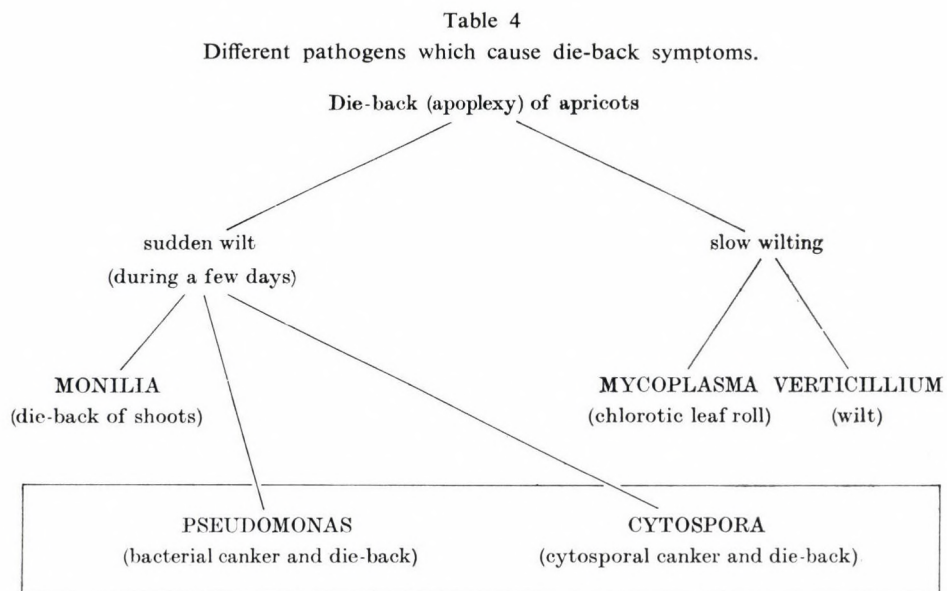 Table 4
Different pathogens which cause die-back symptoms.
Die-back (apoplexy) of apricots
sudden wilt
(during a few days)
slow wilting
MONILIA
(die-back of shoots)
MYCOPLASMA
(chlorotic leaf roll)
VERTICILLIUM
(wilt)
PSEUDOMONAS
(bacterial canker and die-back)
CYTOSPORA
(cytosporal canker and die-back)